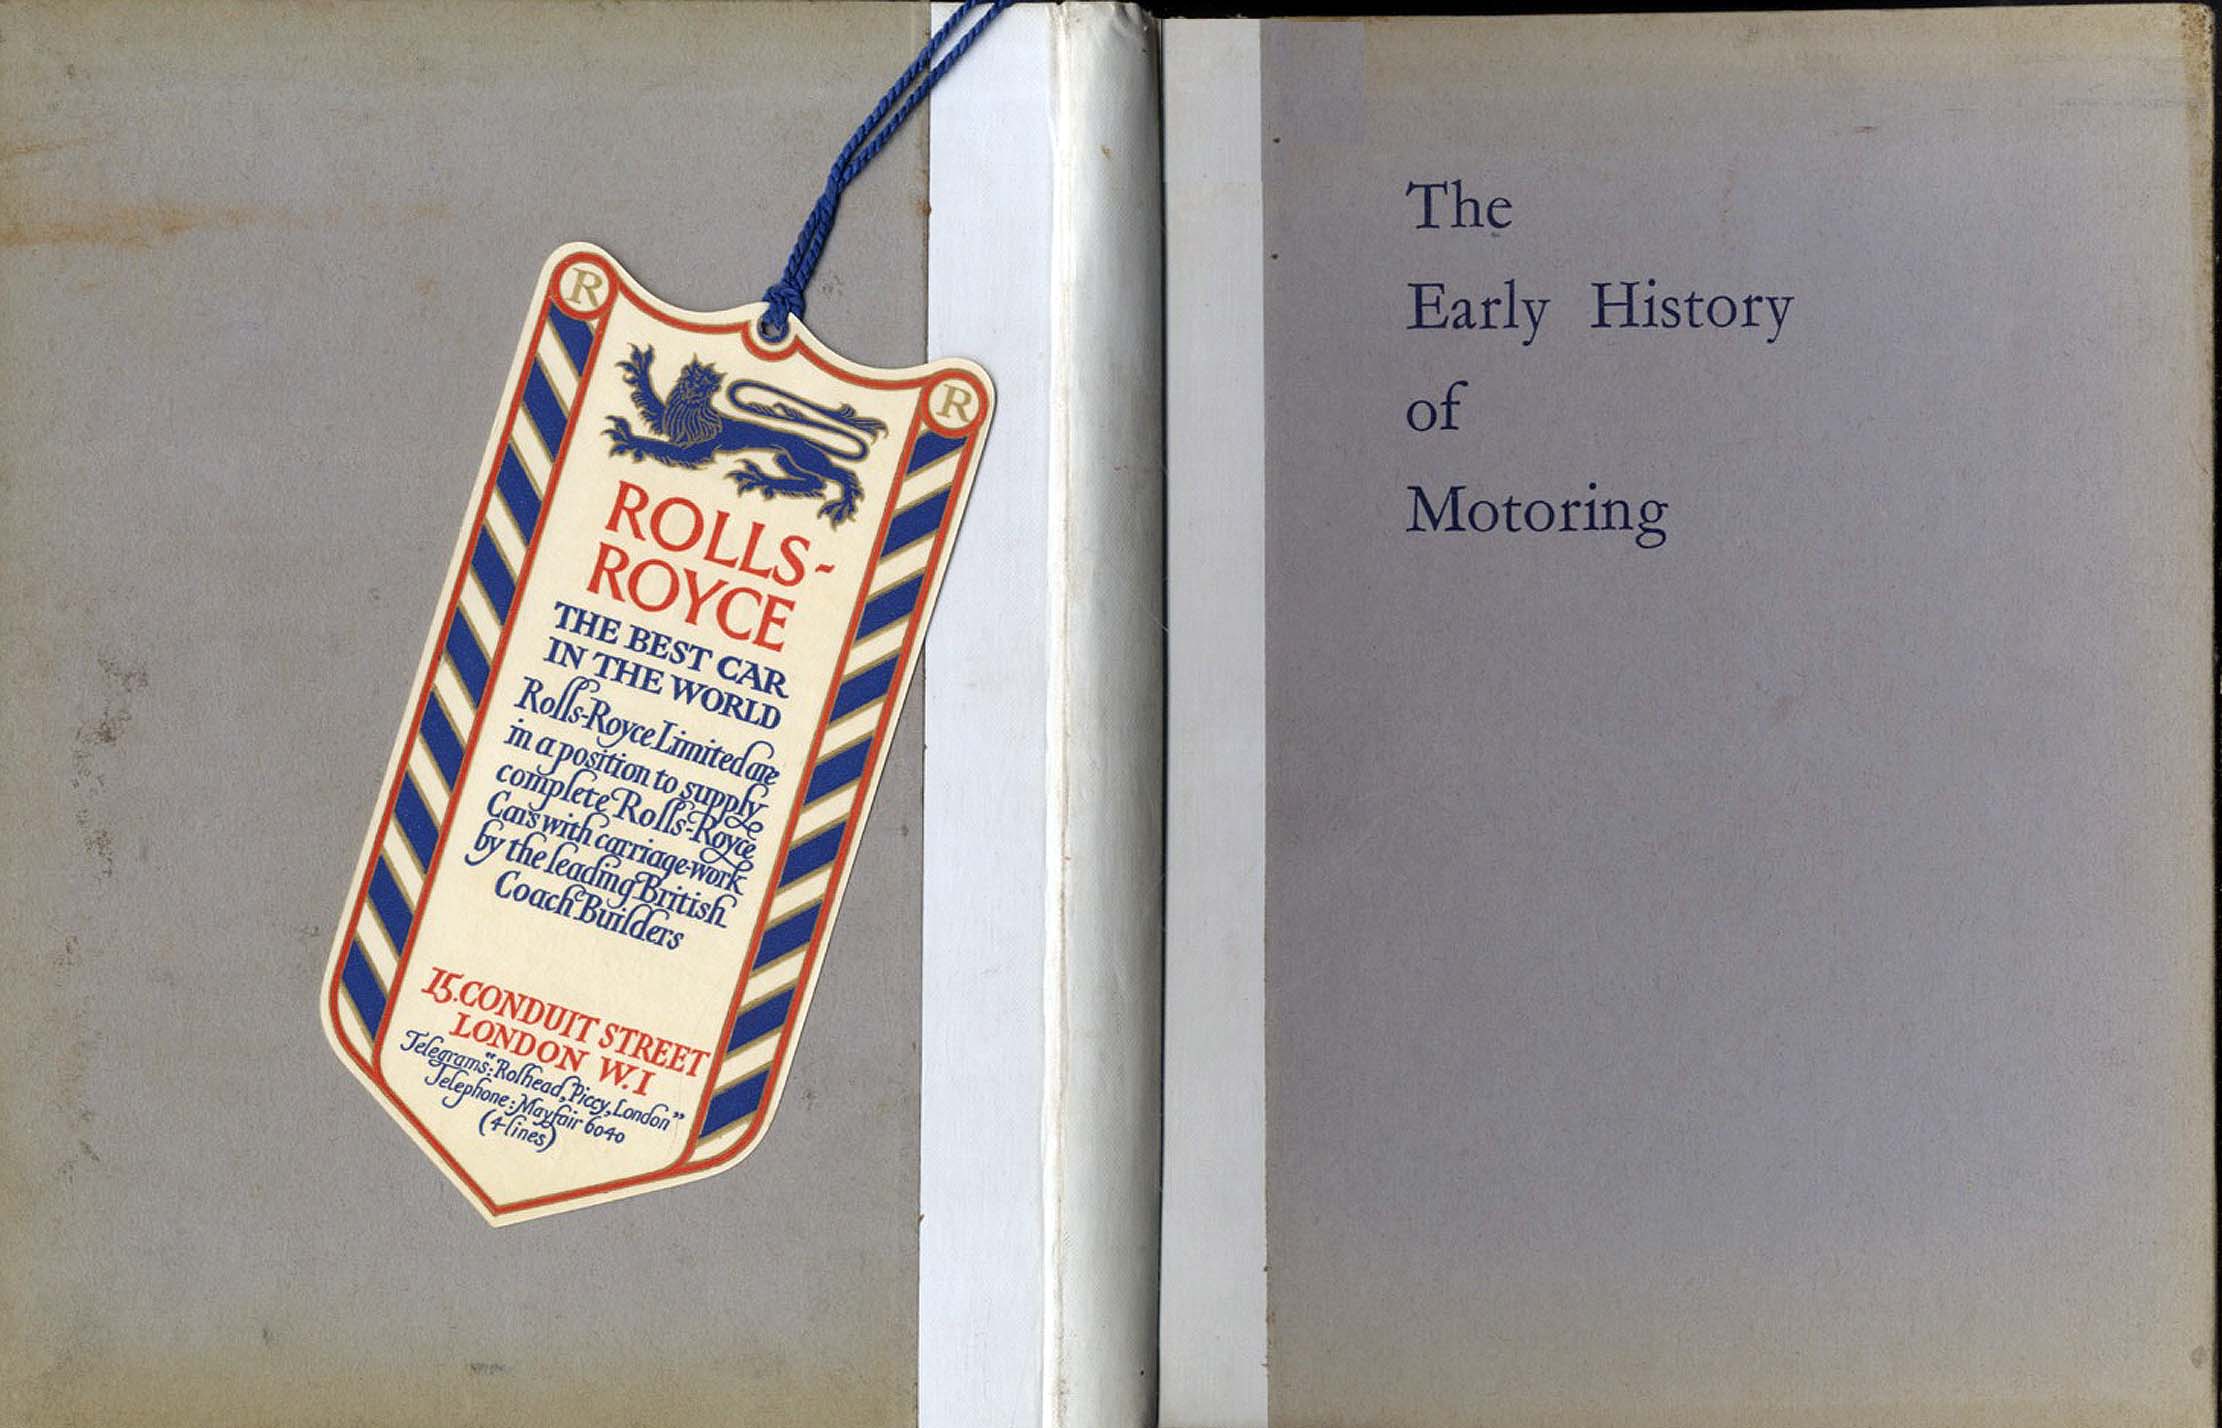 R
R
ROLLS-
ROYCE
THE BEST CAR
IN THE WORLD
Rolls-Royce Limited are
in a position to supply
complete Rolls-Royce
Cars with carriage-work
by the leading British
Coach Builders
15. CONDUIT STREET
LONDON W.1
Telegrams: "Rolhead, Piccy, London"
Telephone: Mayfair 6040
(4 lines)
The
Early History
of
Motoring